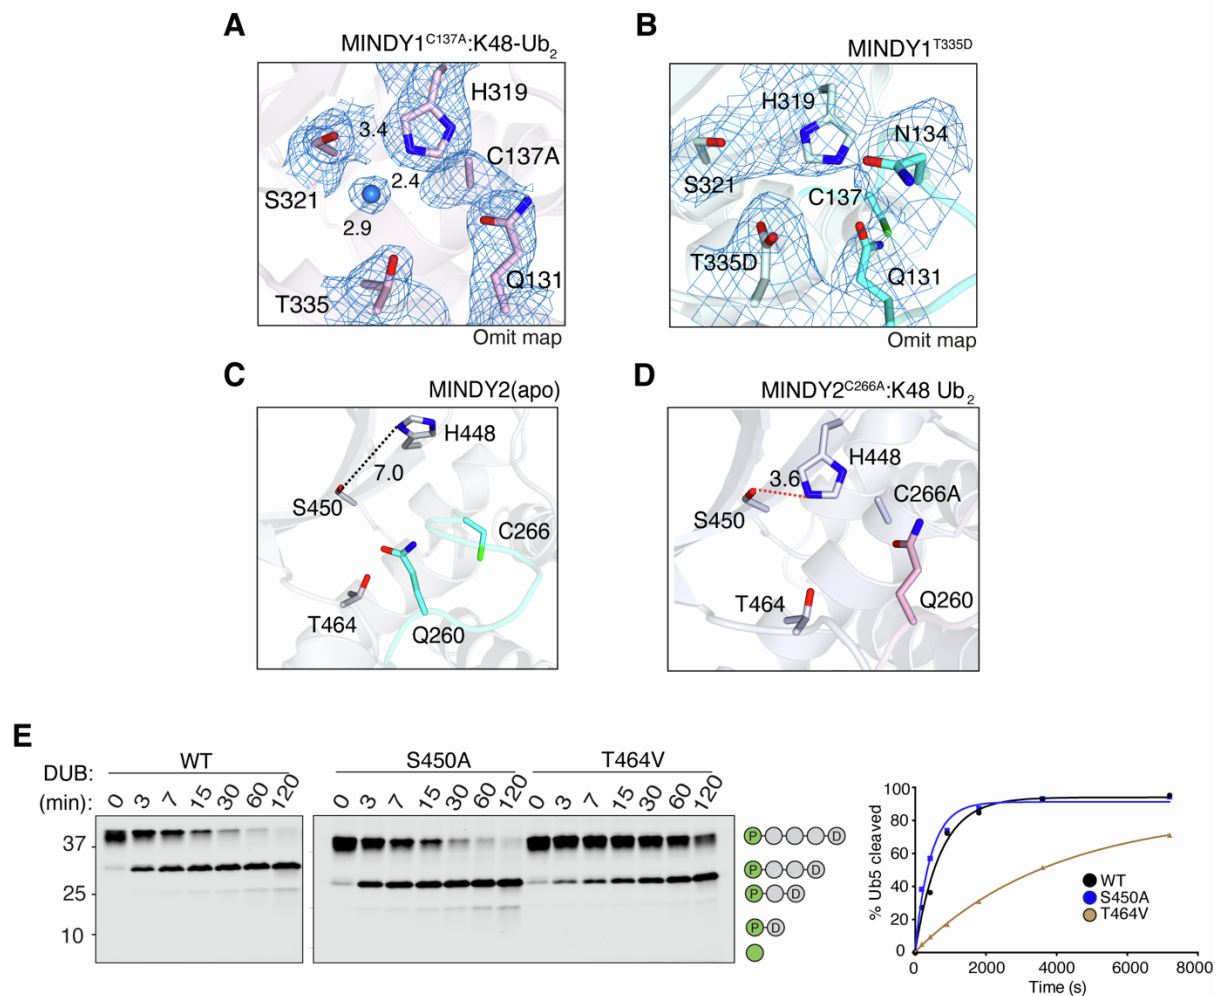 A
MINDY1C137A:K48-Ub2
H319
3.4
C137A
2.4
S321
2.9
T335
Q131
Omit map
B
MINDY1T335D
H319
N134
S321
C137
T335D
Q131
Omit map
C
MINDY2(apo)
H448
7.0
S450
C266
T464
Q260
D
MINDY2C266A:K48 Ub2
H448
3.6
C266A
S450
T464
Q260
E
DUB: WT S450A T464V
(min): 0 3 7 15 30 60 120 0 3 7 15 30 60 120 0 3 7 15 30 60 120
37
25
10
P D
P D
P D
P D
% Ub5 cleaved
100
80
60
40
20
0
WT
S450A
T464V
0 2000 4000 6000 8000
Time (s)